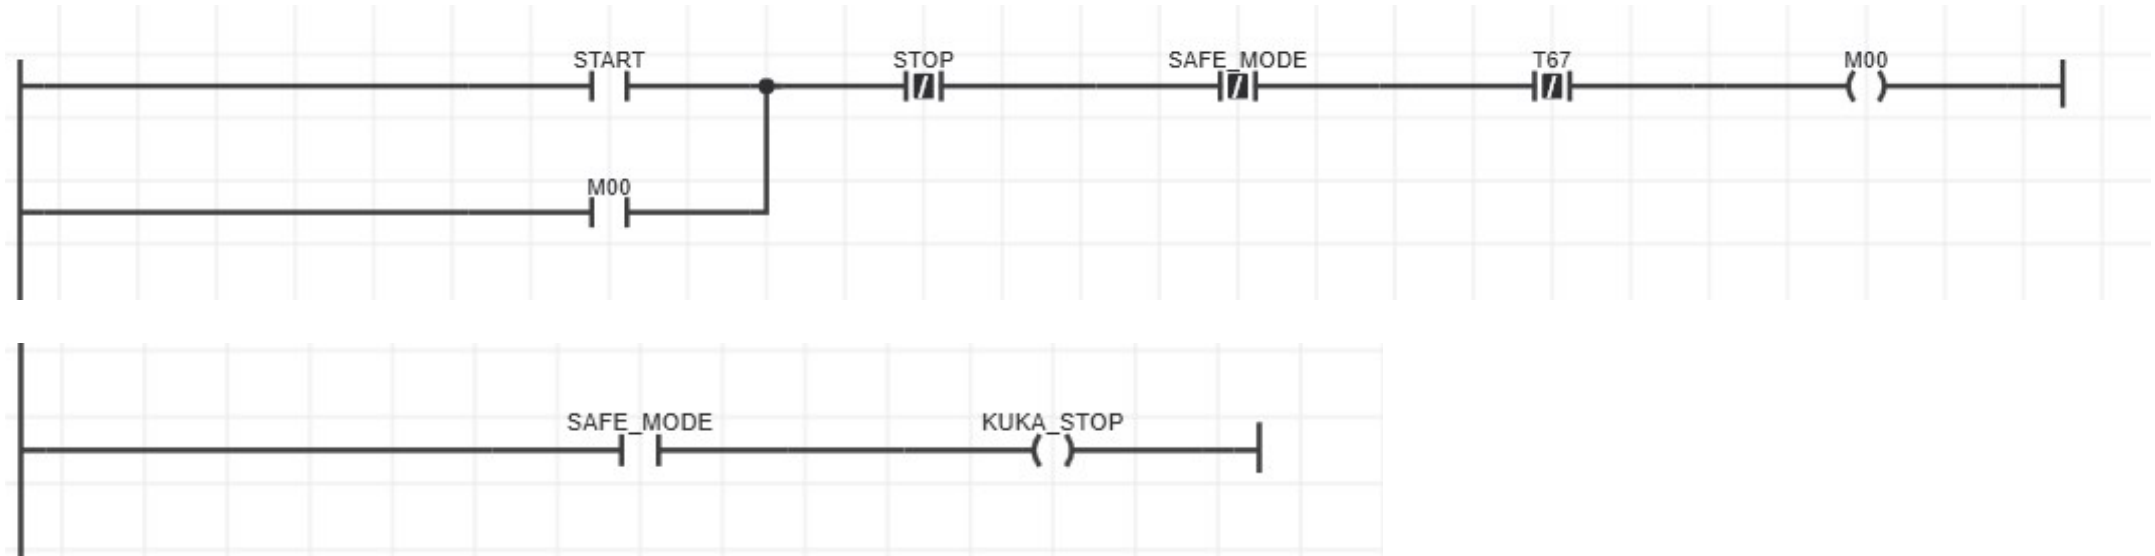 START STOP SAFE_MODE T67 M00
M00
SAFE_MODE KUKA_STOP